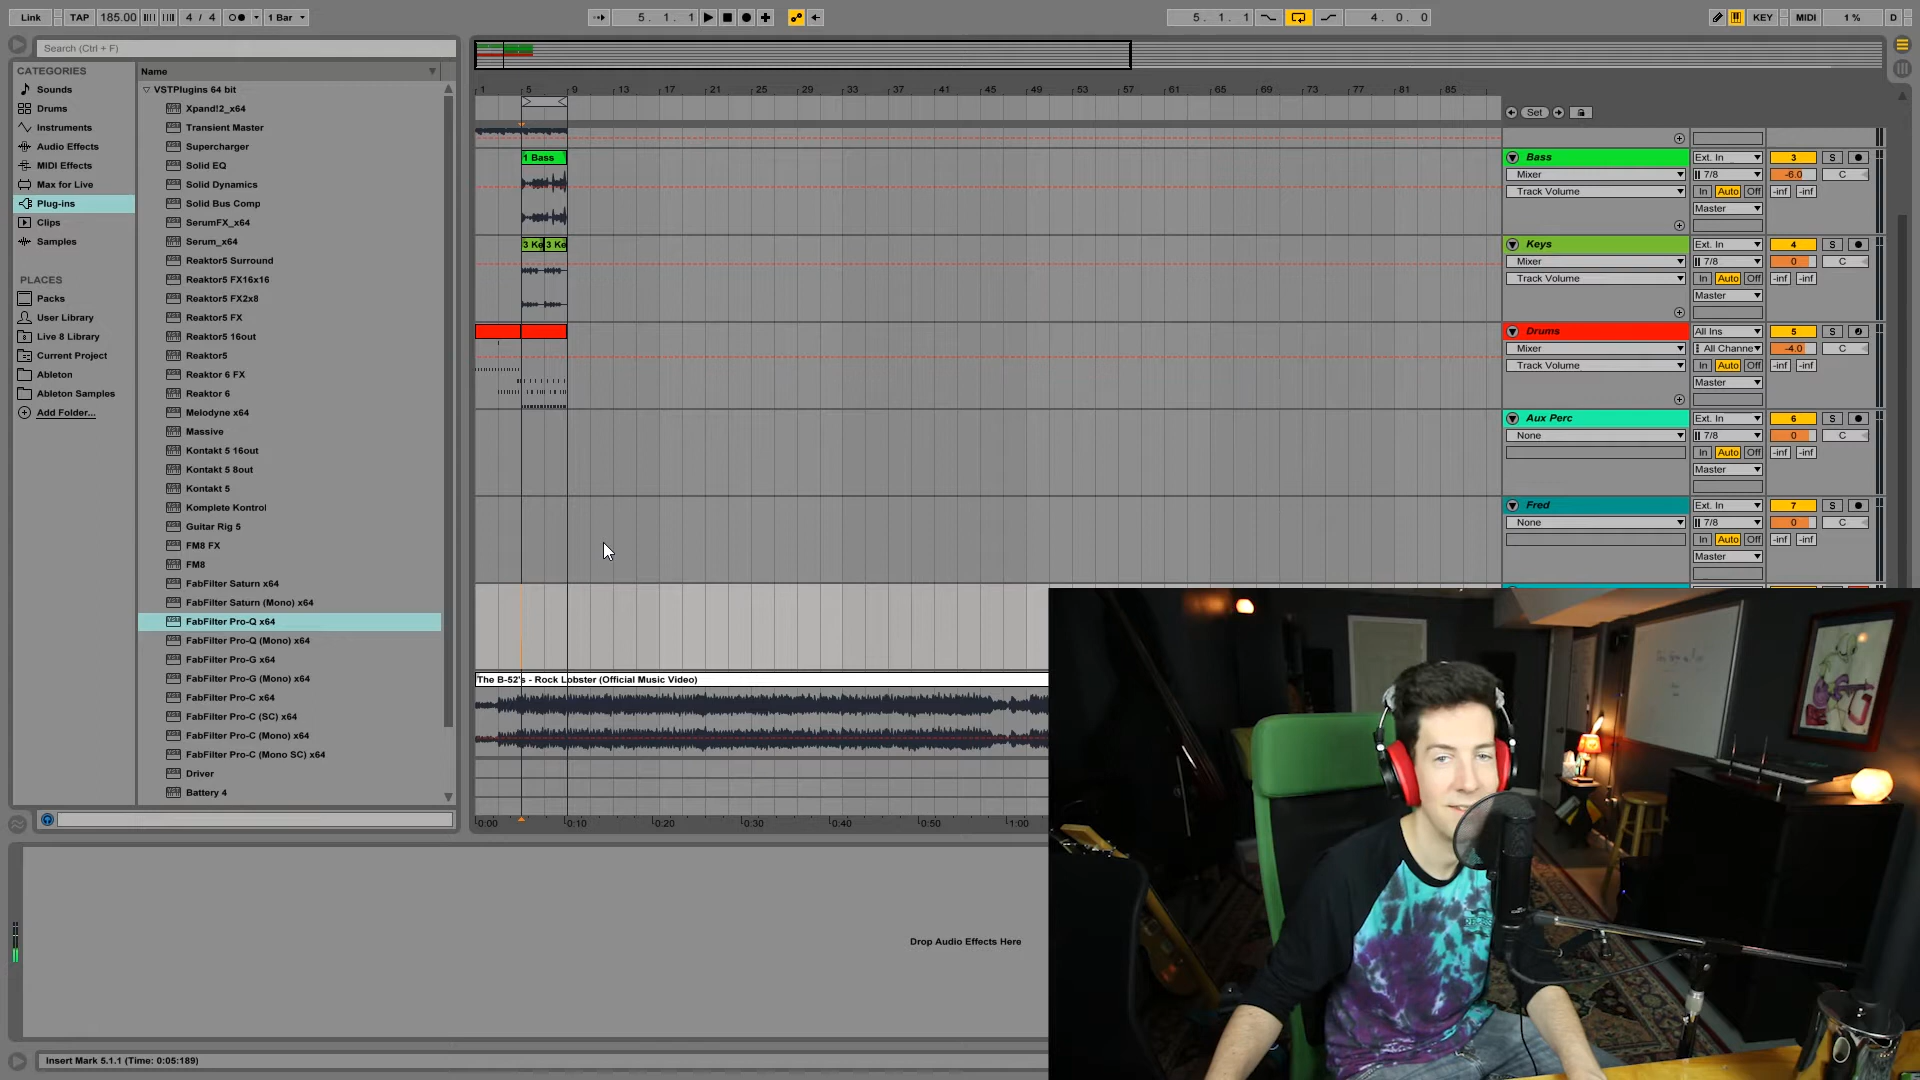 Link TAP 185.00 4 / 4 1 Bar 5. 1. 1 5. 1. 1 4. 0. 0 KEY MIDI 1 % D
Search (Ctrl + F)
CATEGORIES
Sounds
Drums
Instruments
Audio Effects
MIDI Effects
Max for Live
Plug-ins
Clips
Samples
PLACES
Packs
User Library
Live 8 Library
Current Project
Ableton
Ableton Samples
Add Folder...
Name
VSTPlugins 64 bit
Xpand!2_x64
Transient Master
Supercharger
Solid EQ
Solid Dynamics
Solid Bus Comp
SerumFX_x64
Serum_x64
Reaktor5 Surround
Reaktor5 FX16x16
Reaktor5 FX2x8
Reaktor5 FX
Reaktor5 16out
Reaktor5
Reaktor 6 FX
Reaktor 6
Melodyne x64
Massive
Kontakt 5 16out
Kontakt 5 8out
Kontakt 5
Komplete Kontrol
Guitar Rig 5
FM8 FX
FM8
FabFilter Saturn x64
FabFilter Saturn (Mono) x64
FabFilter Pro-Q x64
FabFilter Pro-Q (Mono) x64
FabFilter Pro-G x64
FabFilter Pro-G (Mono) x64
FabFilter Pro-C x64
FabFilter Pro-C (SC) x64
FabFilter Pro-C (Mono) x64
FabFilter Pro-C (Mono SC) x64
Driver
Battery 4
1 5 9 13 17 21 25 29 33 37 41 45 49 53 57 61 65 69 73 77 81 85
Set
1 Bass
3 Ke 3 Ke
Bass Ext. In 3 S
Mixer 7/8 -6.0 C
Track Volume In Auto Off -inf -inf
Master
Keys Ext. In 4 S
Mixer 7/8 0 C
Track Volume In Auto Off -inf -inf
Master
Drums All Ins 5 S
Mixer All Channe -4.0 C
Track Volume In Auto Off -inf -inf
Master
Aux Perc Ext. In 6 S
None 7/8 0 C
In Auto Off -inf -inf
Master
Fred Ext. In 7 S
None 7/8 0 C
In Auto Off -inf -inf
Master
The B-52's - Rock Lobster (Official Music Video)
0:00 0:10 0:20 0:30 0:40 0:50 1:00
Drop Audio Effects Here
Insert Mark 5.1.1 (Time: 0:05:189)